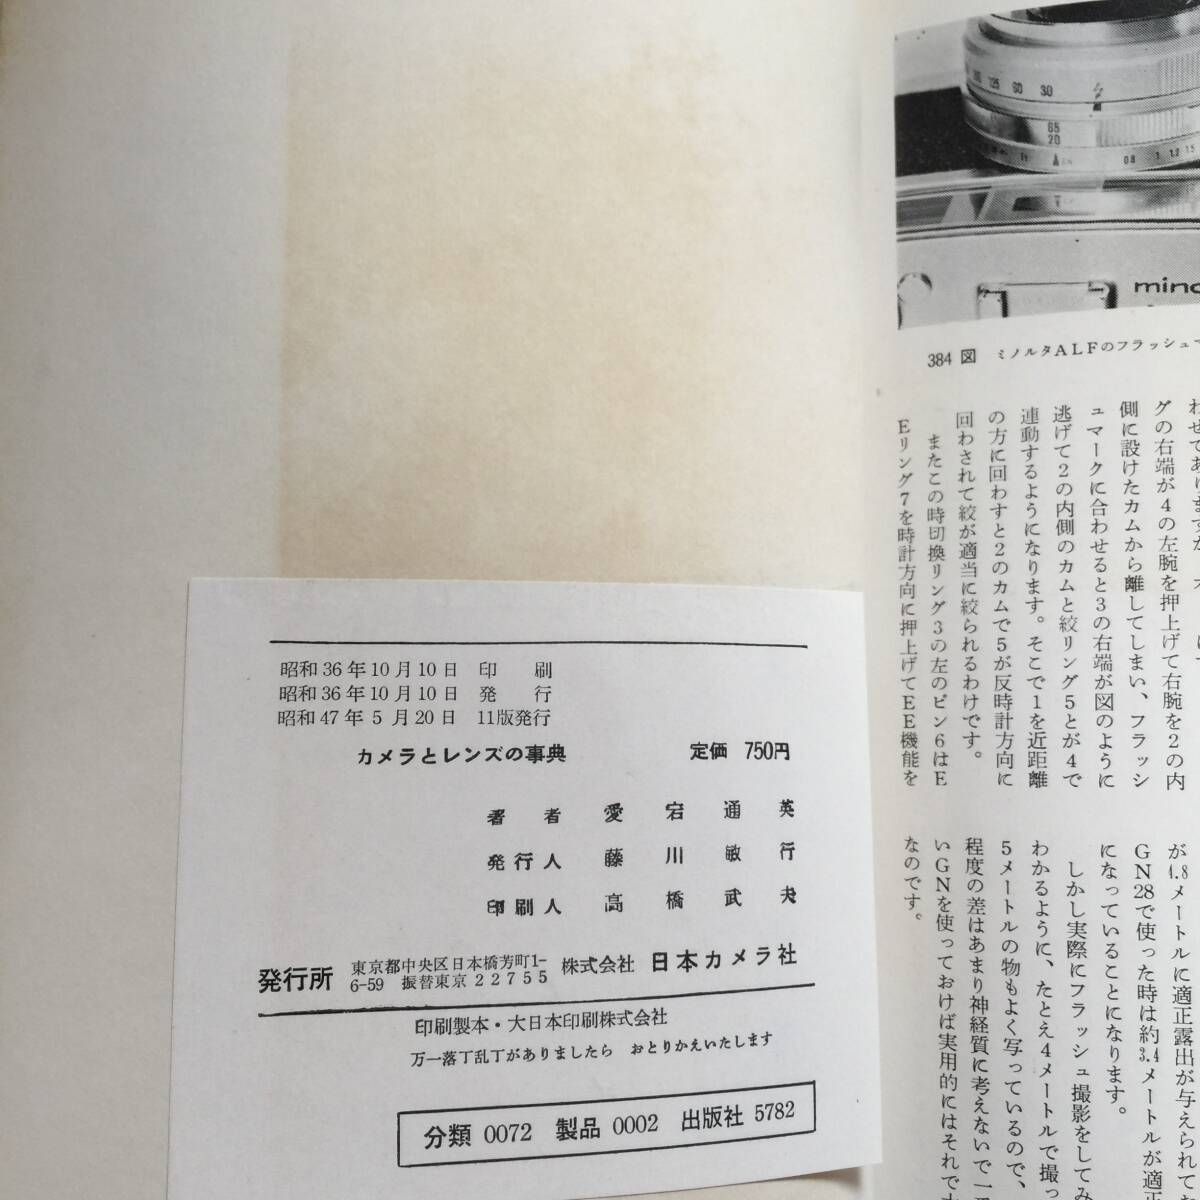 125 60 30
65
20
0.8 1 1.2 1.5
384図 ミノルタALFのフラッシュマ
グの右端が4の左腕を押上げて右腕を2の内
側に設けたカムから離してしまい、フラッシ
ュマークに合わせると3の右端が図のように
逃げて2の内側のカムと絞リング5とが4で
連動するようになります。そこで1を近距離
の方に回わすと2のカムで5が反時計方向に
回わされて絞が適当に絞られるわけです。
またこの時切換リング3の左のピン6はE
Eリング7を時計方向に押上げてEE機能を
が4.8メートルに適正露出が与えられて
GN28で使った時は約3.4メートルが適正
になっていることになります。
しかし実際にフラッシュ撮影をしてみ
わかるように、たとえ4メートルで撮っ
5メートルの物もよく写っているので、
程度の差はあまり神経質に考えないで一
いGNを使っておけば実用的にはそれで
なのです。
昭和36年10月10日 印刷
昭和36年10月10日 発行
昭和47年5月20日 11版発行
カメラとレンズの事典 定価 750円
著者 愛宕通英
発行人 藤川敏行
印刷人 高橋武夫
発行所 東京都中央区日本橋芳町1-
6-59 振替東京 22755 株式会社 日本カメラ社
印刷製本・大日本印刷株式会社
万一落丁乱丁がありましたら おとりかえいたします
分類 0072 製品 0002 出版社 5782